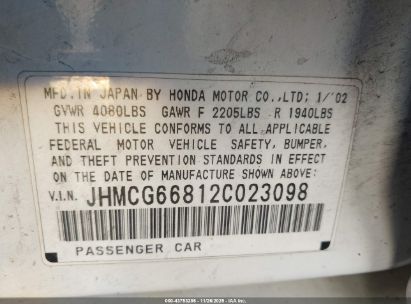 MFD. IN JAPAN BY HONDA MOTOR CO.,LTD; 1/'02
GVWR 4080LBS GAWR F 2205LBS R 1940LBS
THIS VEHICLE CONFORMS TO ALL APPLICABLE
FEDERAL MOTOR VEHICLE SAFETY, BUMPER,
AND THEFT PREVENTION STANDARDS IN EFFECT
ON THE DATE OF MANUFACTURE SHOWN ABOVE.
V.I.N. JHMCG66812C023098
PASSENGER CAR